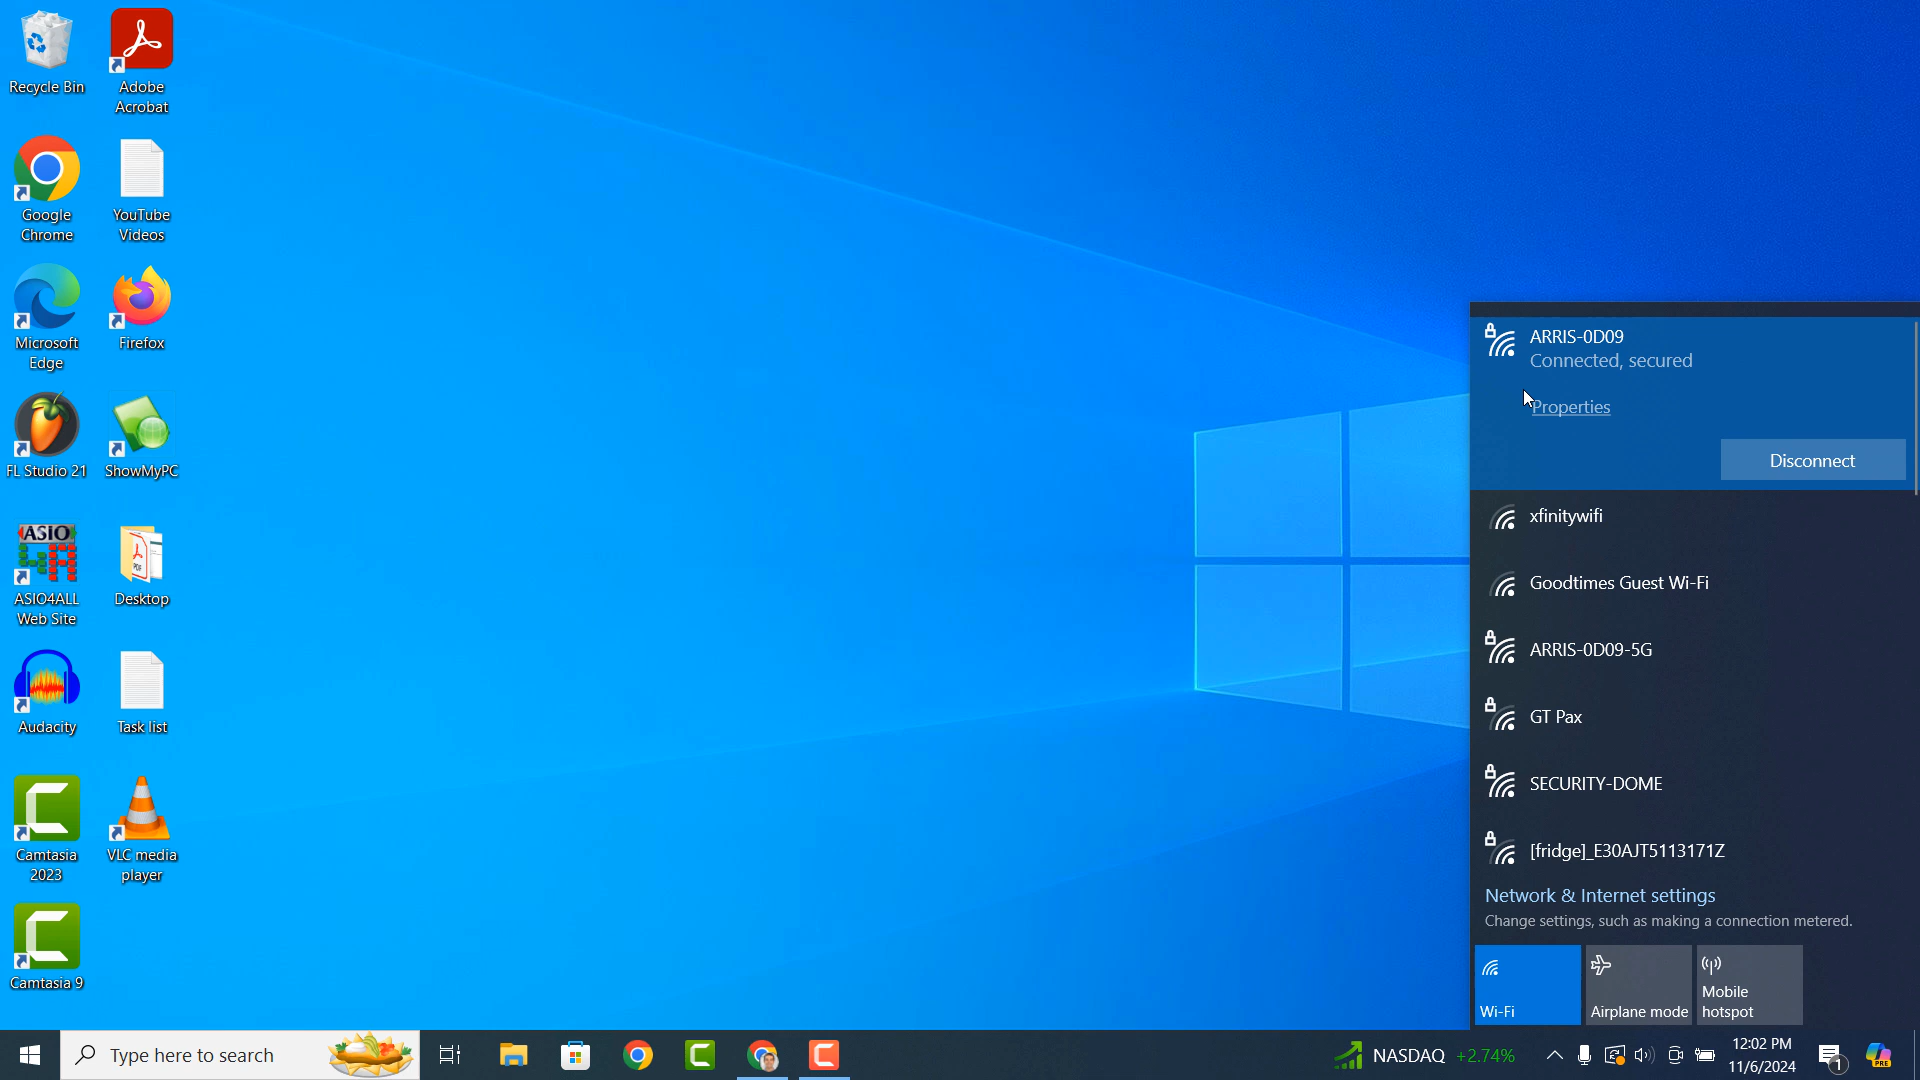 Recycle Bin
Adobe
Acrobat
Google
Chrome
YouTube
Videos
Microsoft
Edge
Firefox
FL Studio 21
ShowMyPC
ASIO
ASIO4ALL
Web Site
PDF
Desktop
Audacity
Task list
Camtasia
2023
VLC media
player
Camtasia 9
ARRIS-0D09
Connected, secured
Properties
Disconnect
xfinitywifi
Goodtimes Guest Wi-Fi
ARRIS-0D09-5G
GT Pax
SECURITY-DOME
[fridge]_E30AJT5113171Z
Network & Internet settings
Change settings, such as making a connection metered.
Wi-Fi
Airplane mode
Mobile
hotspot
Type here to search
NASDAQ +2.74%
12:02 PM
11/6/2024
1
PRE